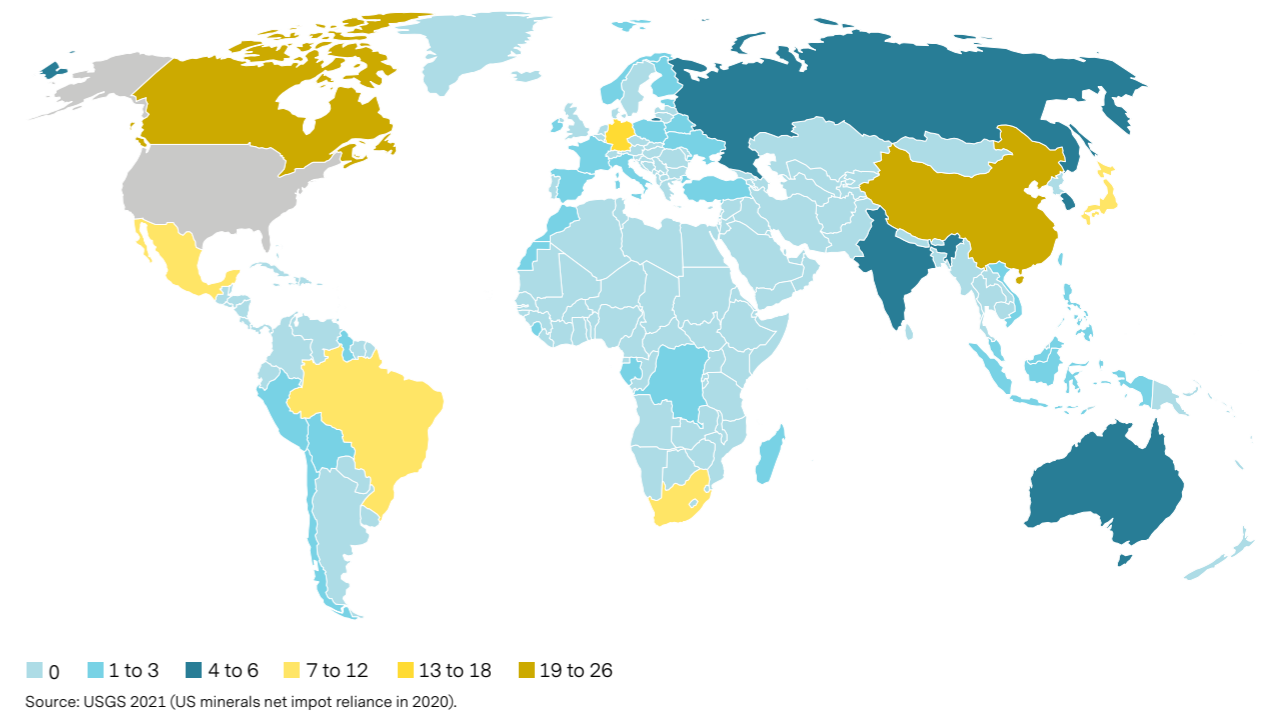 0 1 to 3 4 to 6 7 to 12 13 to 18 19 to 26
Source: USGS 2021 (US minerals net impot reliance in 2020).